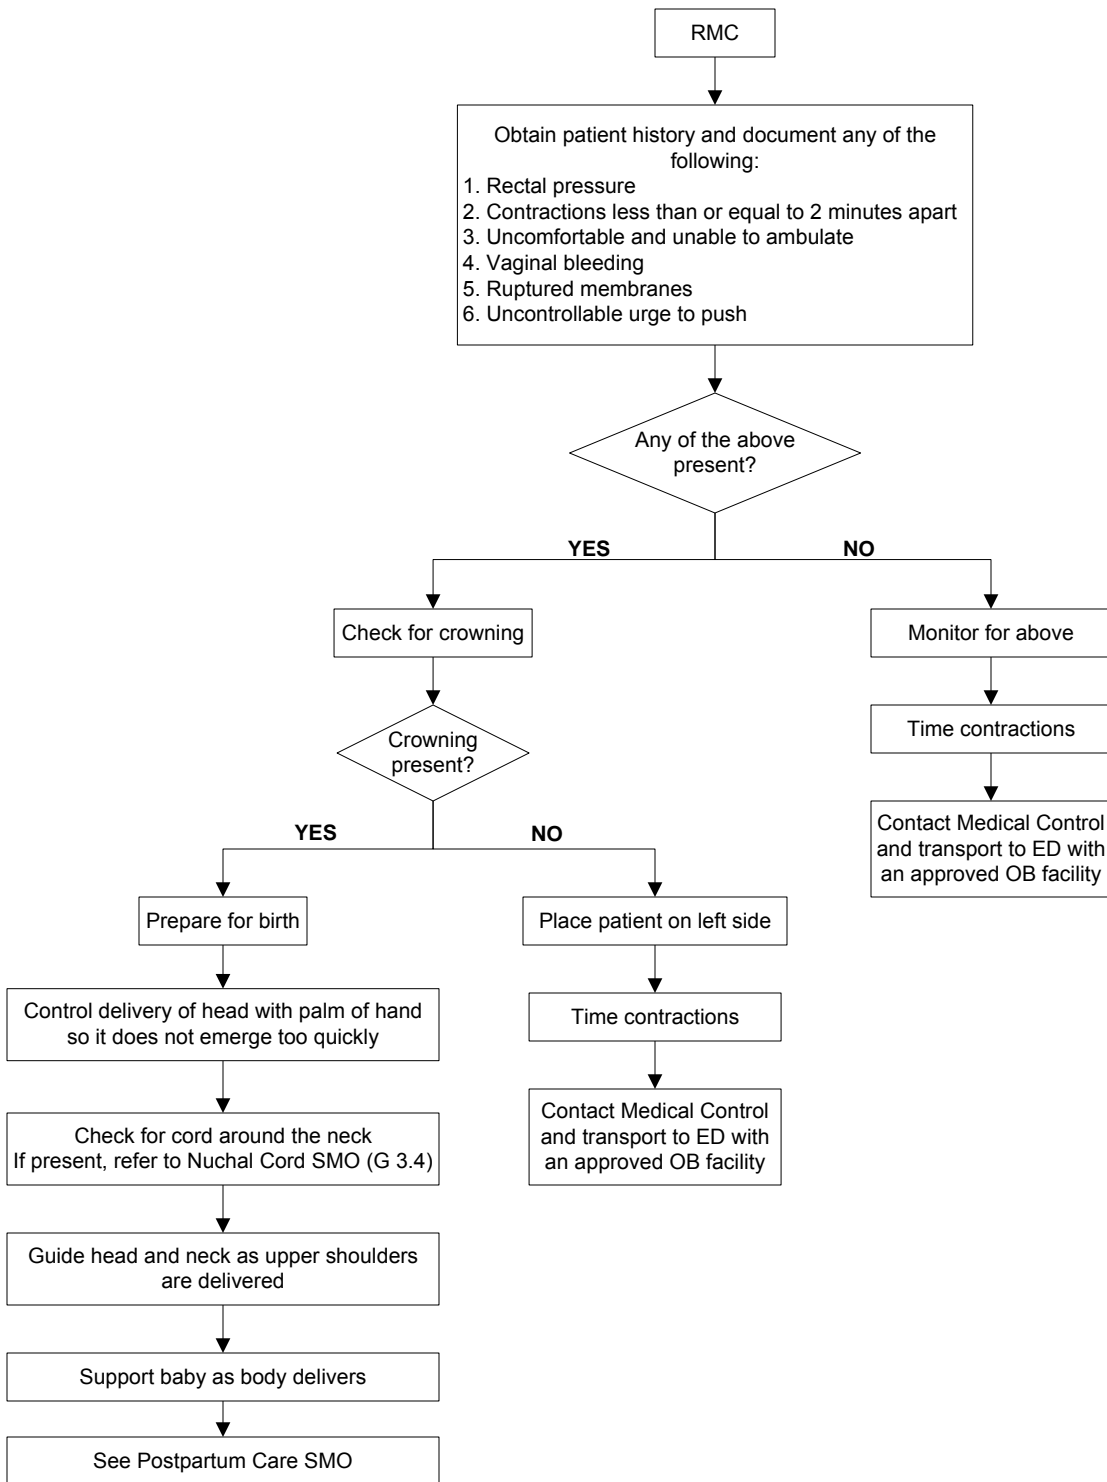 RMC
Obtain patient history and document any of the
following:
1. Rectal pressure
2. Contractions less than or equal to 2 minutes apart
3. Uncomfortable and unable to ambulate
4. Vaginal bleeding
5. Ruptured membranes
6. Uncontrollable urge to push
Any of the above
present?
YES
NO
Check for crowning
Monitor for above
Crowning
present?
Time contractions
Contact Medical Control
and transport to ED with
an approved OB facility
YES
NO
Prepare for birth
Place patient on left side
Control delivery of head with palm of hand
so it does not emerge too quickly
Time contractions
Contact Medical Control
and transport to ED with
an approved OB facility
Check for cord around the neck
If present, refer to Nuchal Cord SMO (G 3.4)
Guide head and neck as upper shoulders
are delivered
Support baby as body delivers
See Postpartum Care SMO